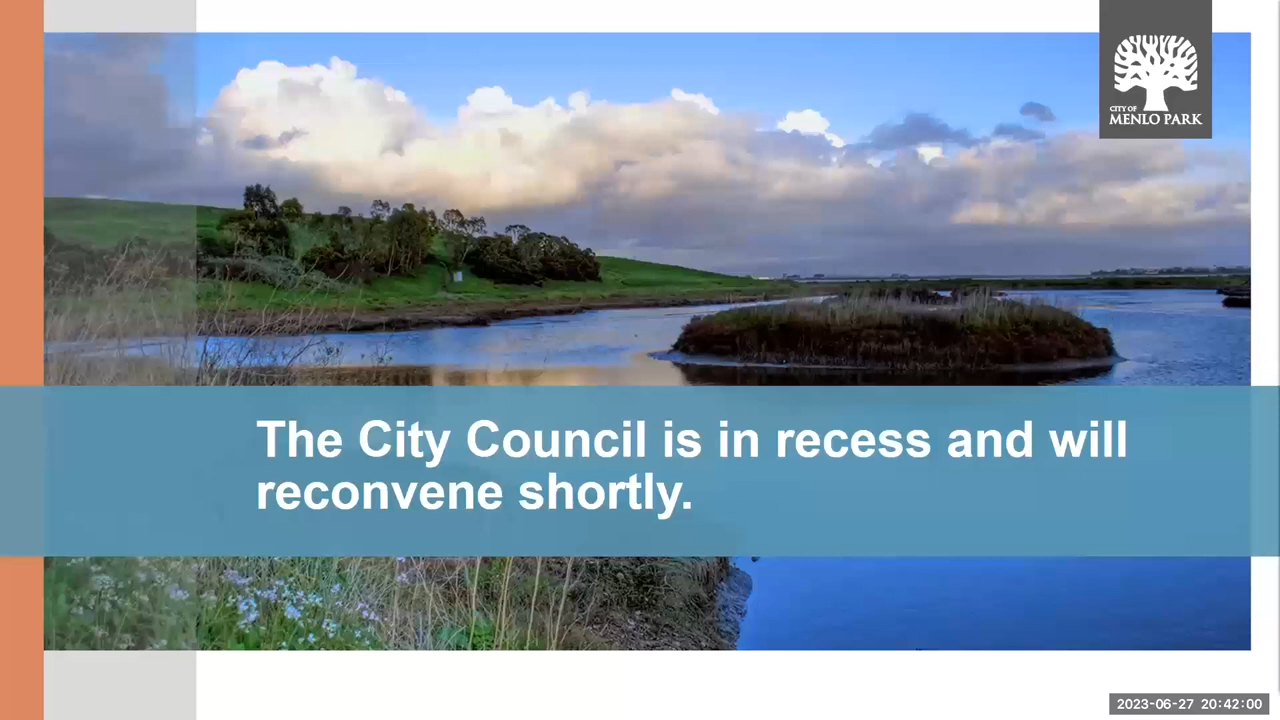 CITY OF
MENLO PARK
The City Council is in recess and will
reconvene shortly.
2023-06-27 20:42:00